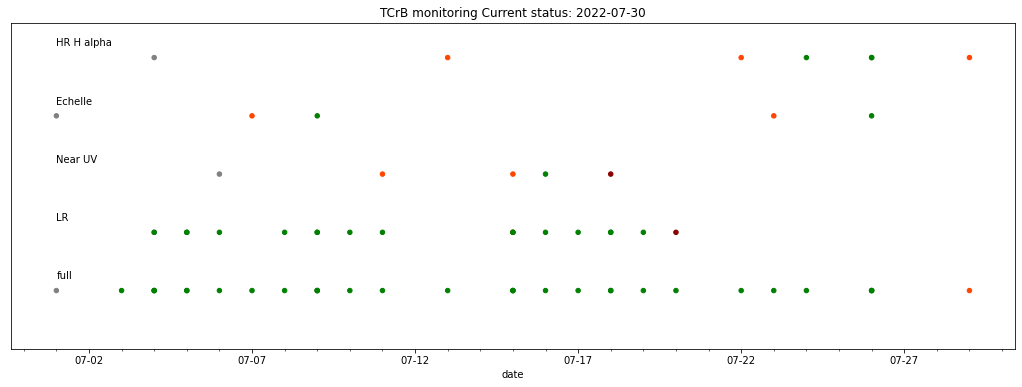 TCrB monitoring Current status: 2022-07-30
HR H alpha
Echelle
Near UV
LR
full
07-02 07-07 07-12 07-17 07-22 07-27
date